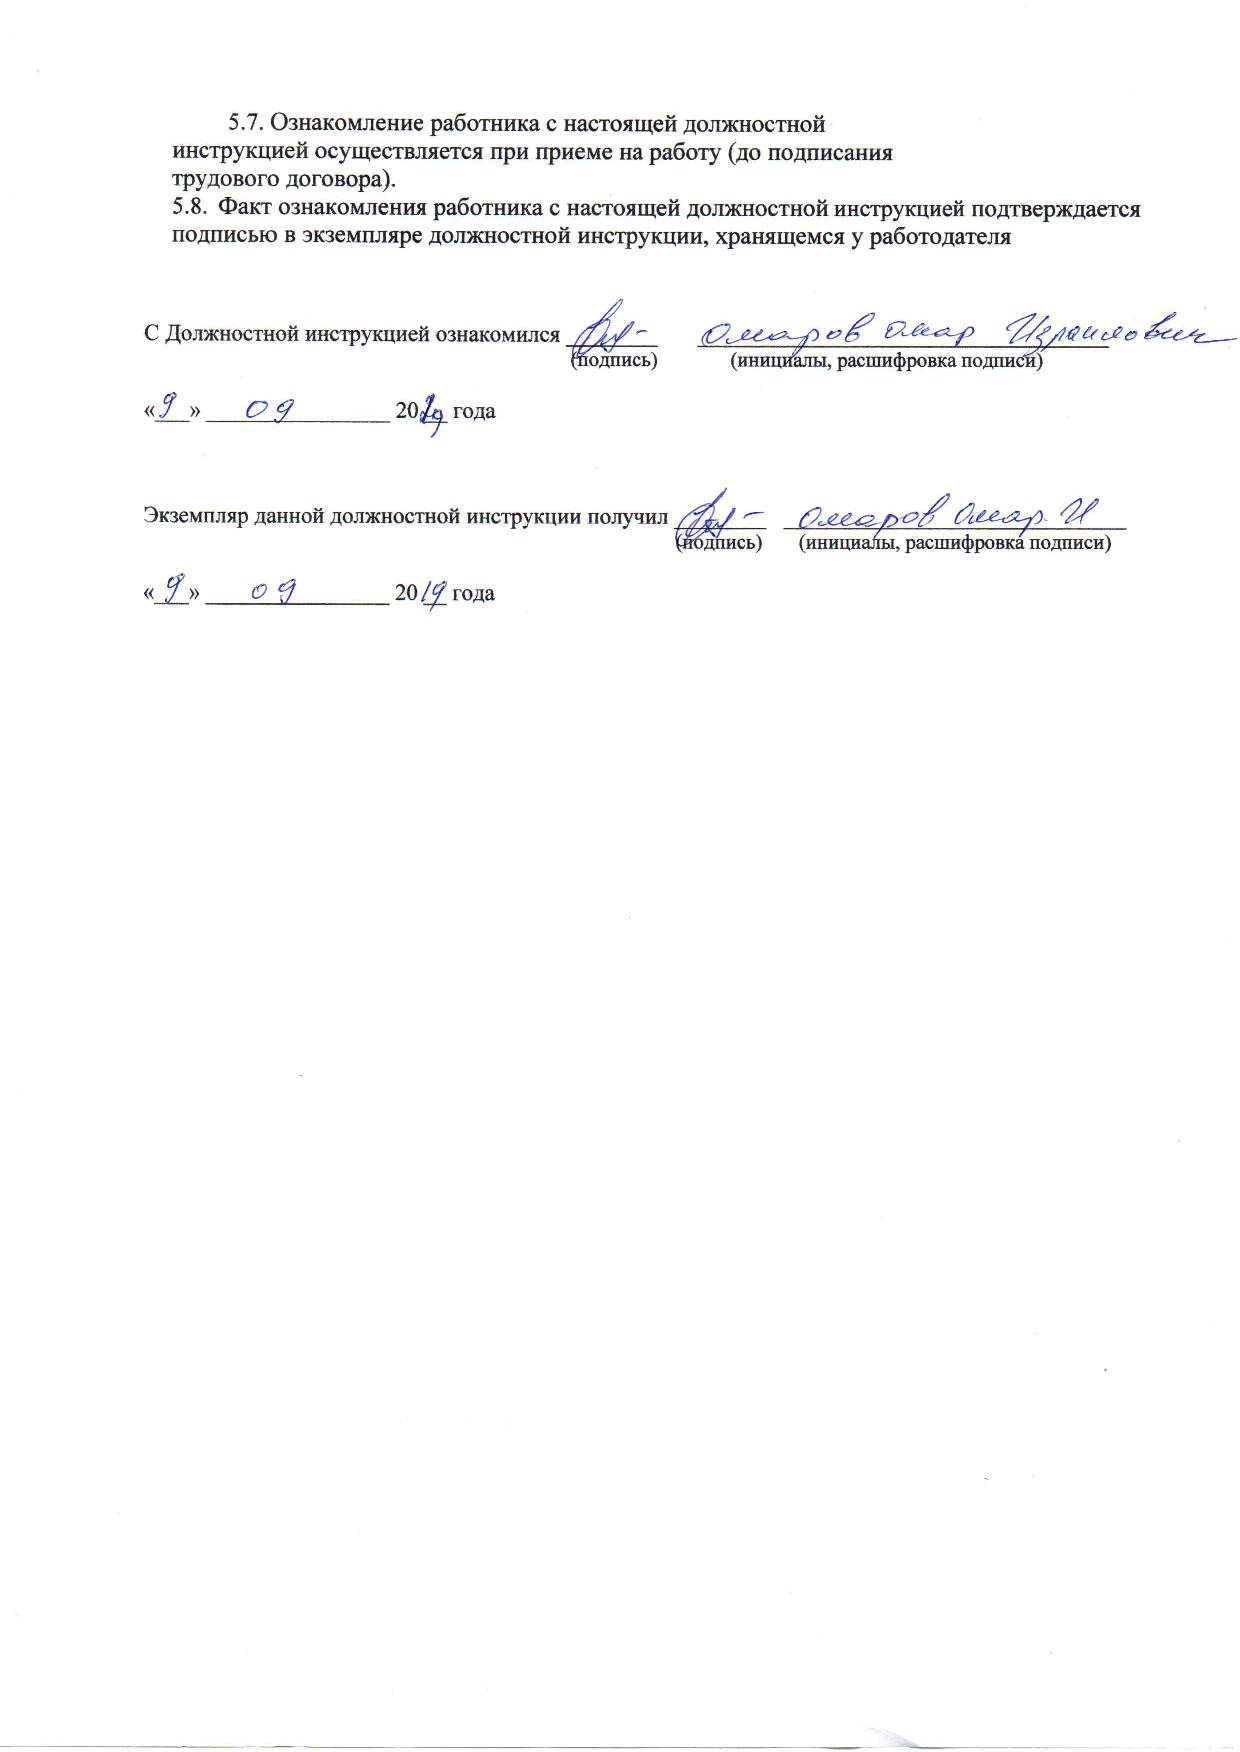 5.7. Ознакомление работника с настоящей должностной
инструкцией осуществляется при приеме на работу (до подписания
трудового договора).
5.8. Факт ознакомления работника с настоящей должностной инструкцией подтверждается
подписью в экземпляре должностной инструкции, хранящемся у работодателя
С Должностной инструкцией ознакомился Омаров Омар Израилович
(подпись) (инициалы, расшифровка подписи)
«9» 09 2019 года
Экземпляр данной должностной инструкции получил Омаров Омар И
(подпись) (инициалы, расшифровка подписи)
«9» 09 2019 года